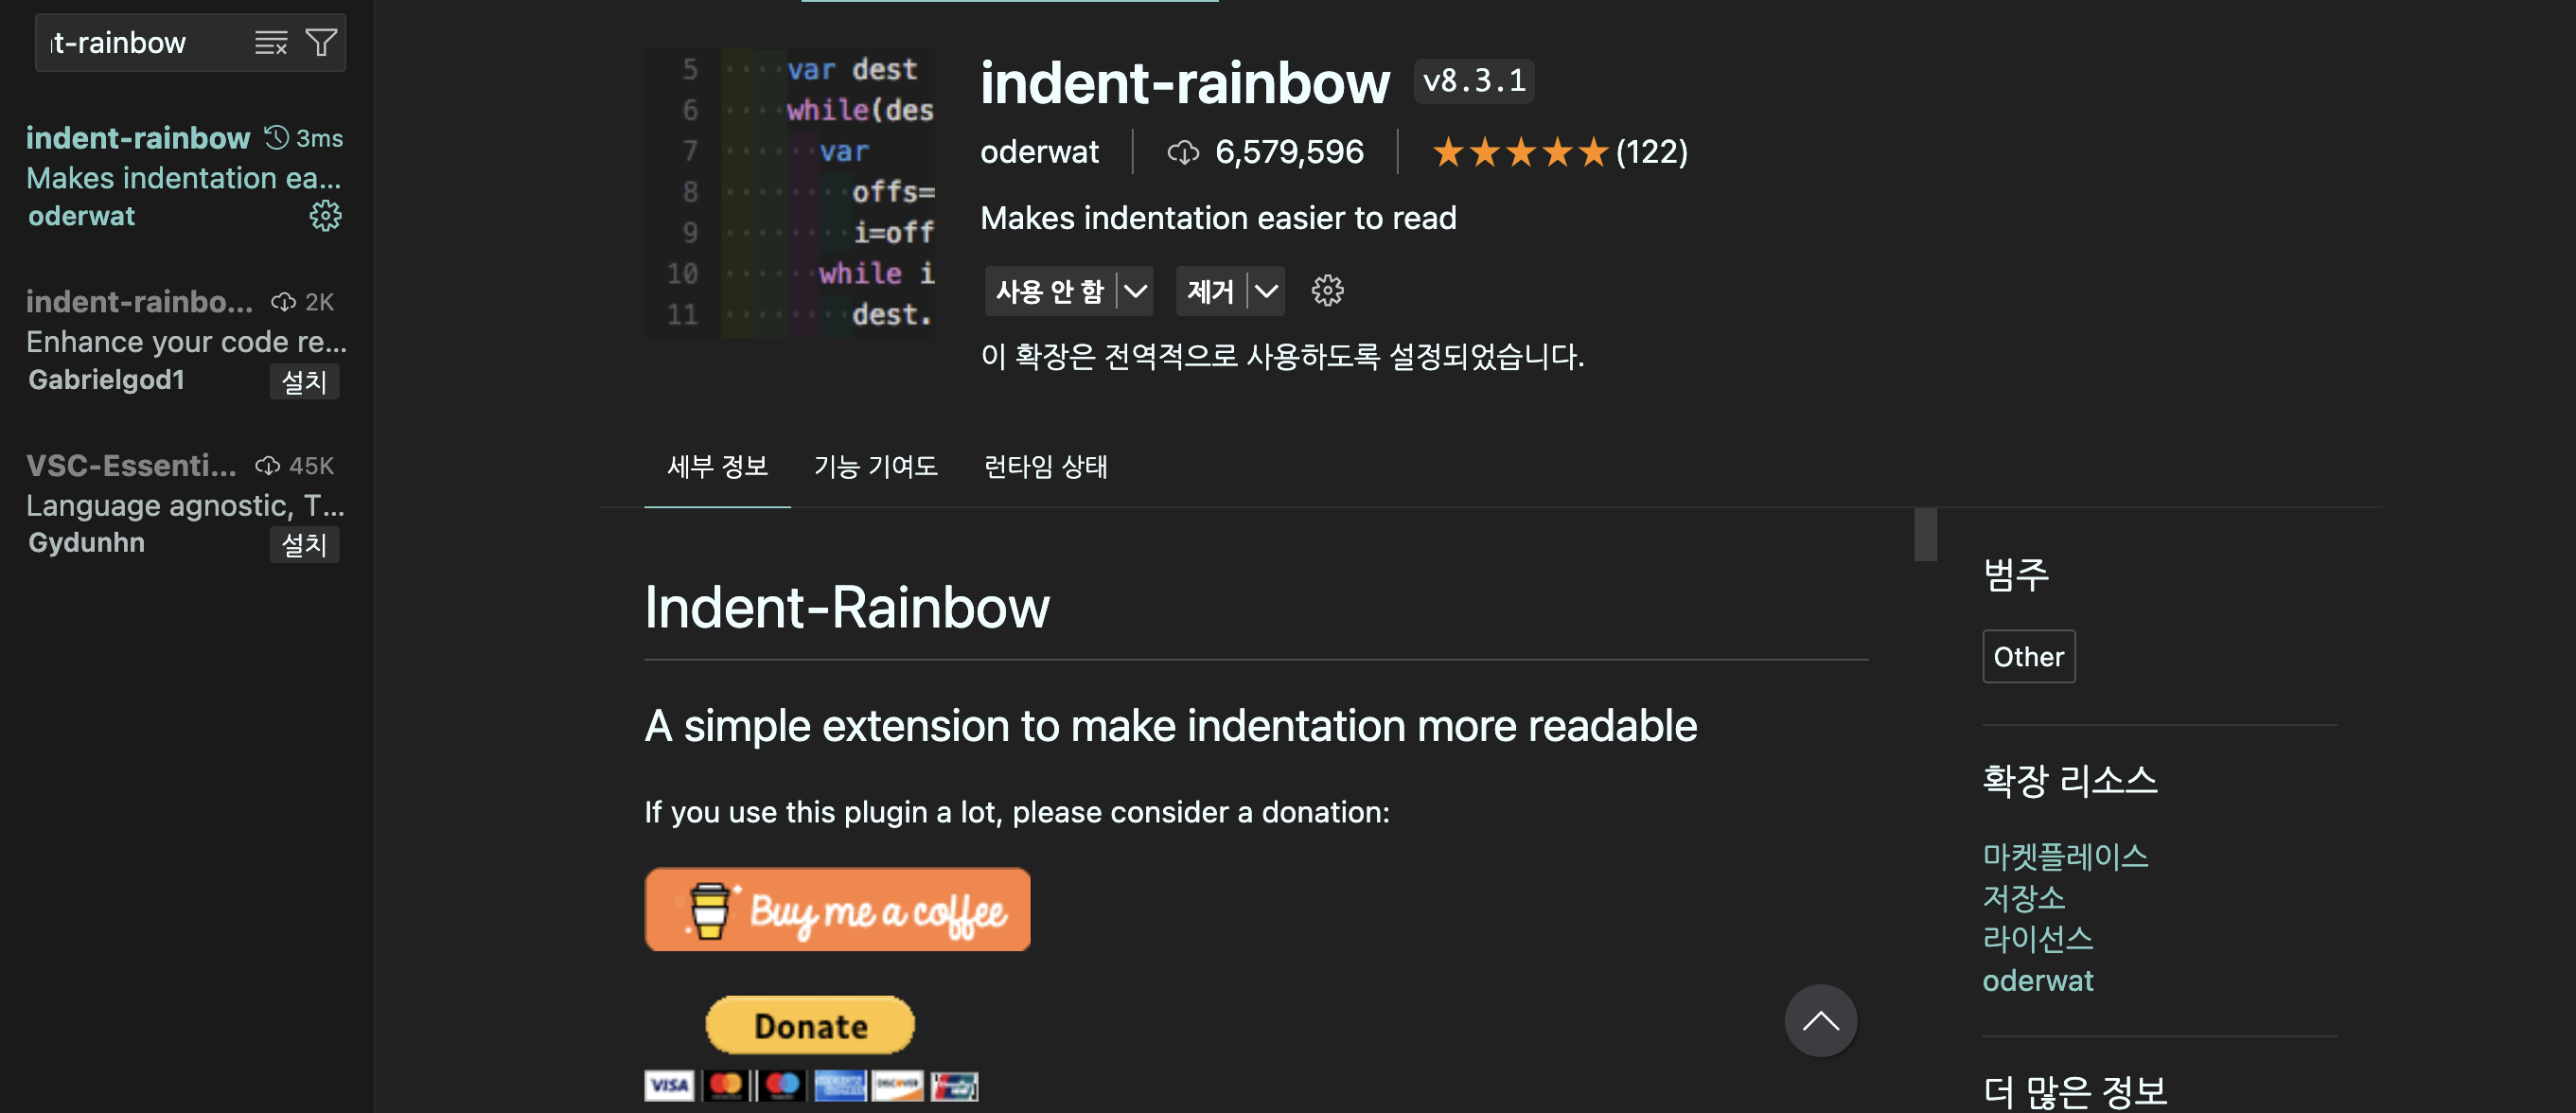 t-rainbow
indent-rainbow 3ms
Makes indentation ea...
oderwat
indent-rainbo... 2K
Enhance your code re...
Gabrielgod1 설치
VSC-Essenti... 45K
Language agnostic, T...
Gydunhn 설치
5 ····var dest
6 ····while(des
7 ······var
8 ········offs=
9 ········i=off
10 ······while i
11 ········dest.
indent-rainbow v8.3.1
oderwat 6,579,596 ★★★★★(122)
Makes indentation easier to read
사용 안 함 제거
이 확장은 전역적으로 사용하도록 설정되었습니다.
세부 정보 기능 기여도 런타임 상태
Indent-Rainbow
A simple extension to make indentation more readable
If you use this plugin a lot, please consider a donation:
Buy me a coffee
Donate
VISA DISCOVER
범주
Other
확장 리소스
마켓플레이스
저장소
라이선스
oderwat
더 많은 정보